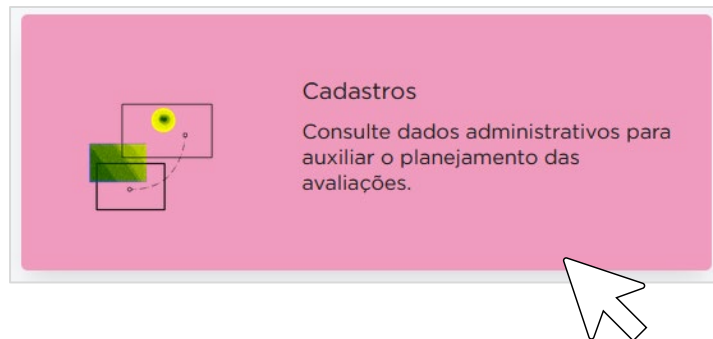 Cadastros
Consulte dados administrativos para
auxiliar o planejamento das
avaliações.